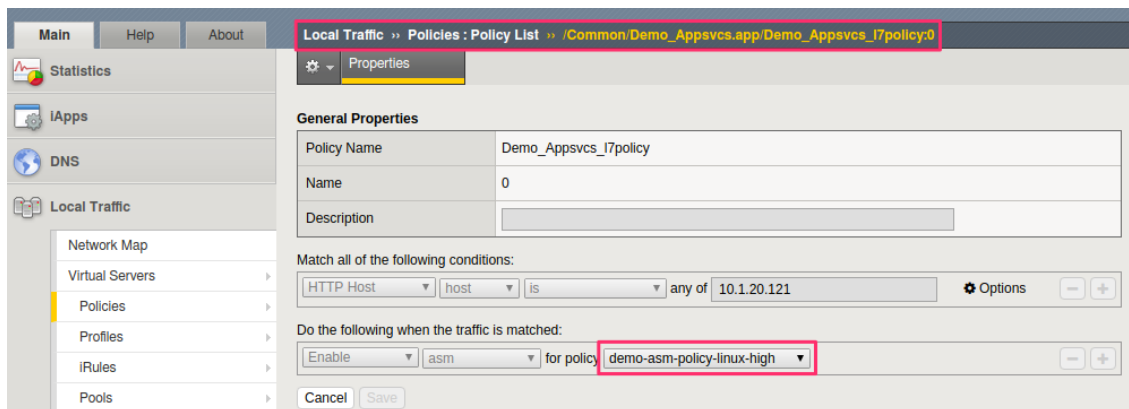 Main Help About
Local Traffic ›› Policies : Policy List ›› /Common/Demo_Appsvcs.app/Demo_Appsvcs_l7policy:0
Properties
Statistics
iApps
DNS
Local Traffic
Network Map
Virtual Servers
Policies
Profiles
iRules
Pools
General Properties
Policy Name Demo_Appsvcs_l7policy
Name 0
Description
Match all of the following conditions:
HTTP Host host is any of 10.1.20.121 Options
Do the following when the traffic is matched:
Enable asm for policy demo-asm-policy-linux-high
Cancel Save